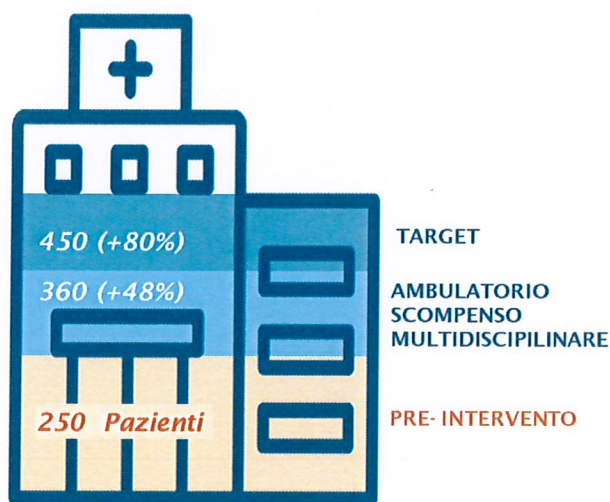 450 (+80%)
TARGET
360 (+48%)
AMBULATORIO
SCOMPENSO
MULTIDISCIPILINARE
250 Pazienti
PRE- INTERVENTO